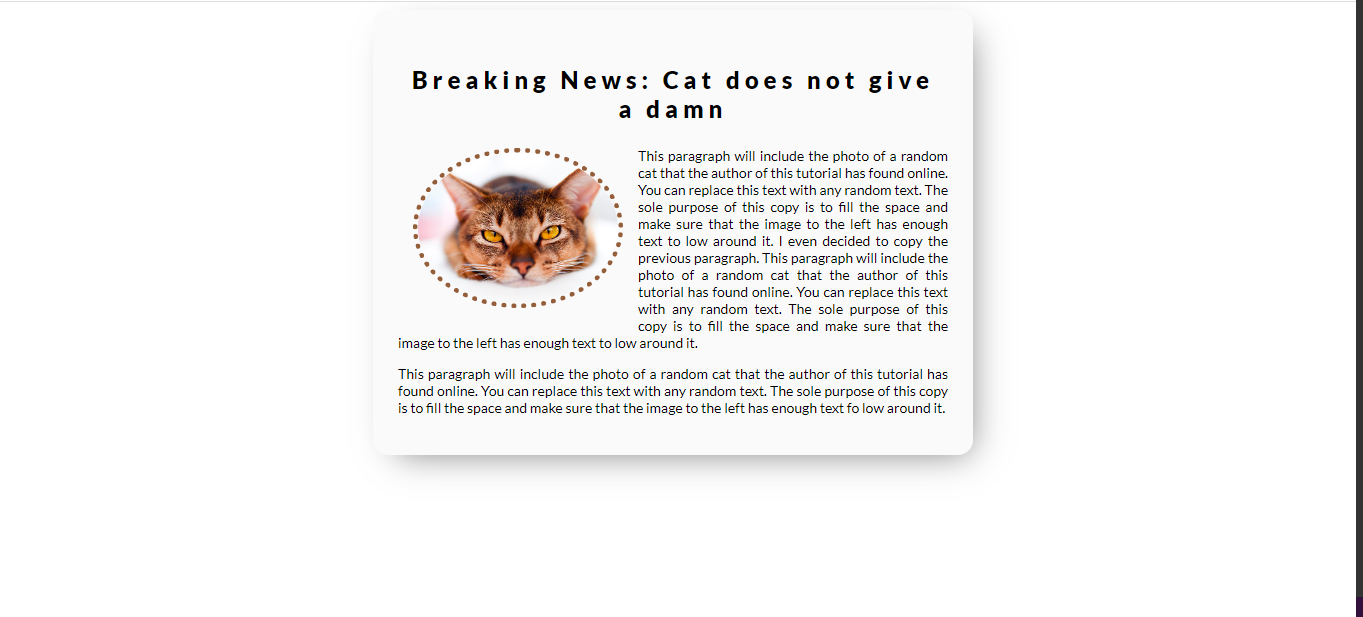 Breaking News: Cat does not give
a damn
This paragraph will include the photo of a random
cat that the author of this tutorial has found online.
You can replace this text with any random text. The
sole purpose of this copy is to fill the space and
make sure that the image to the left has enough
text to low around it. I even decided to copy the
previous paragraph. This paragraph will include the
photo of a random cat that the author of this
tutorial has found online. You can replace this text
with any random text. The sole purpose of this
copy is to fill the space and make sure that the
image to the left has enough text to low around it.
This paragraph will include the photo of a random cat that the author of this tutorial has
found online. You can replace this text with any random text. The sole purpose of this copy
is to fill the space and make sure that the image to the left has enough text fo low around it.